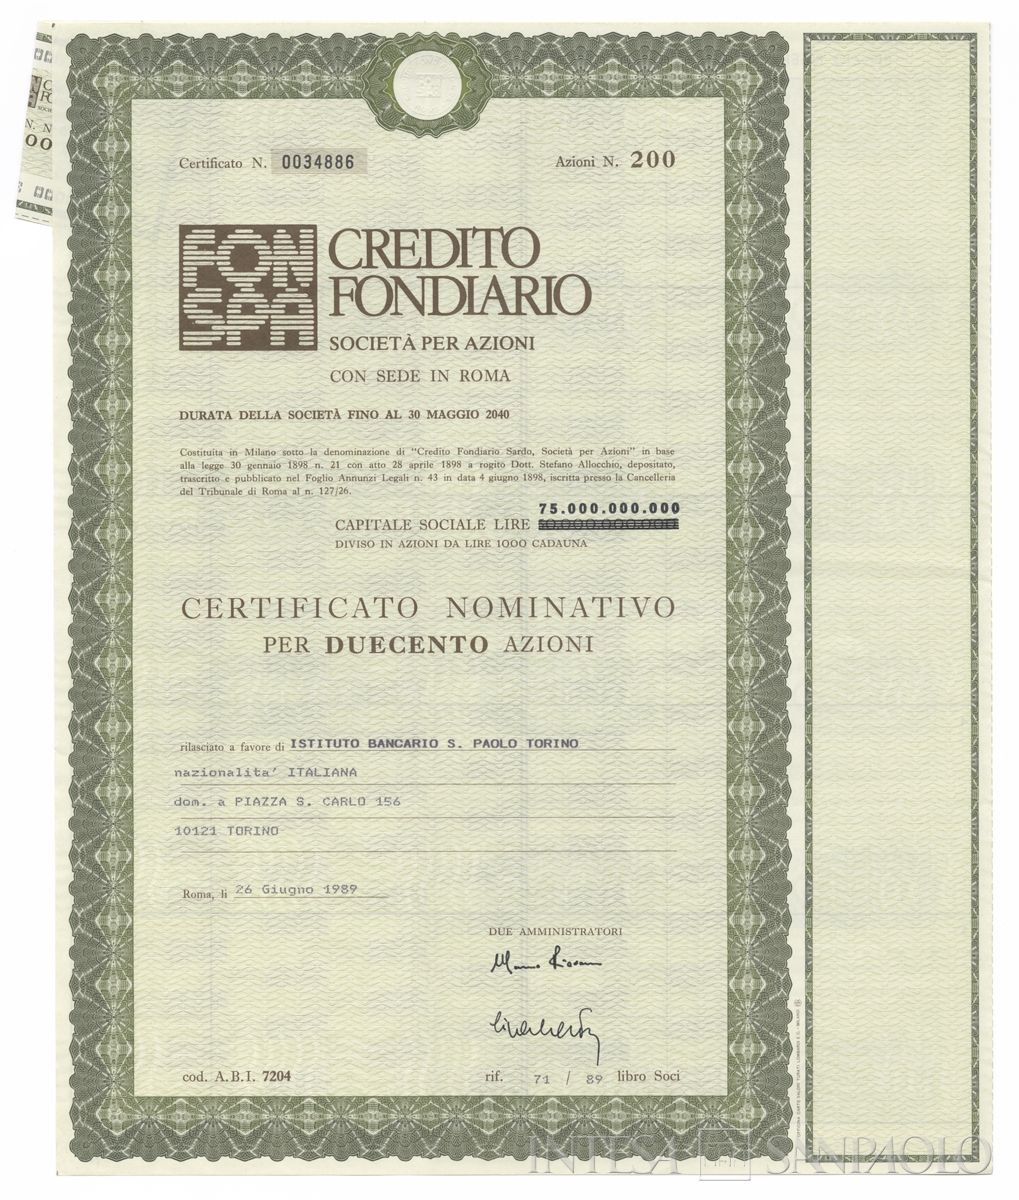 Certificato N. 0034886
Azioni N. 200
FON
SPA
CREDITO
FONDIARIO
SOCIETÀ PER AZIONI
CON SEDE IN ROMA
DURATA DELLA SOCIETÀ FINO AL 30 MAGGIO 2040
Costituita in Milano sotto la denominazione di "Credito Fondiario Sardo, Società per Azioni" in base
alla legge 30 gennaio 1898 n. 21 con atto 28 aprile 1898 a rogito Dott. Stefano Allocchio, depositato,
trascritto e pubblicato nel Foglio Annunzi Legali n. 43 in data 4 giugno 1898, iscritta presso la Cancelleria
del Tribunale di Roma al n. 127/26.
75.000.000.000
CAPITALE SOCIALE LIRE
DIVISO IN AZIONI DA LIRE 1000 CADAUNA
CERTIFICATO NOMINATIVO
PER DUECENTO AZIONI
rilasciato a favore di ISTITUTO BANCARIO S. PAOLO TORINO
nazionalita' ITALIANA
dom. a PIAZZA S. CARLO 156
10121 TORINO
Roma, lì 26 Giugno 1989
DUE AMMINISTRATORI
cod. A.B.I. 7204
rif. 71 / 89 libro Soci
INTESA SANPAOLO